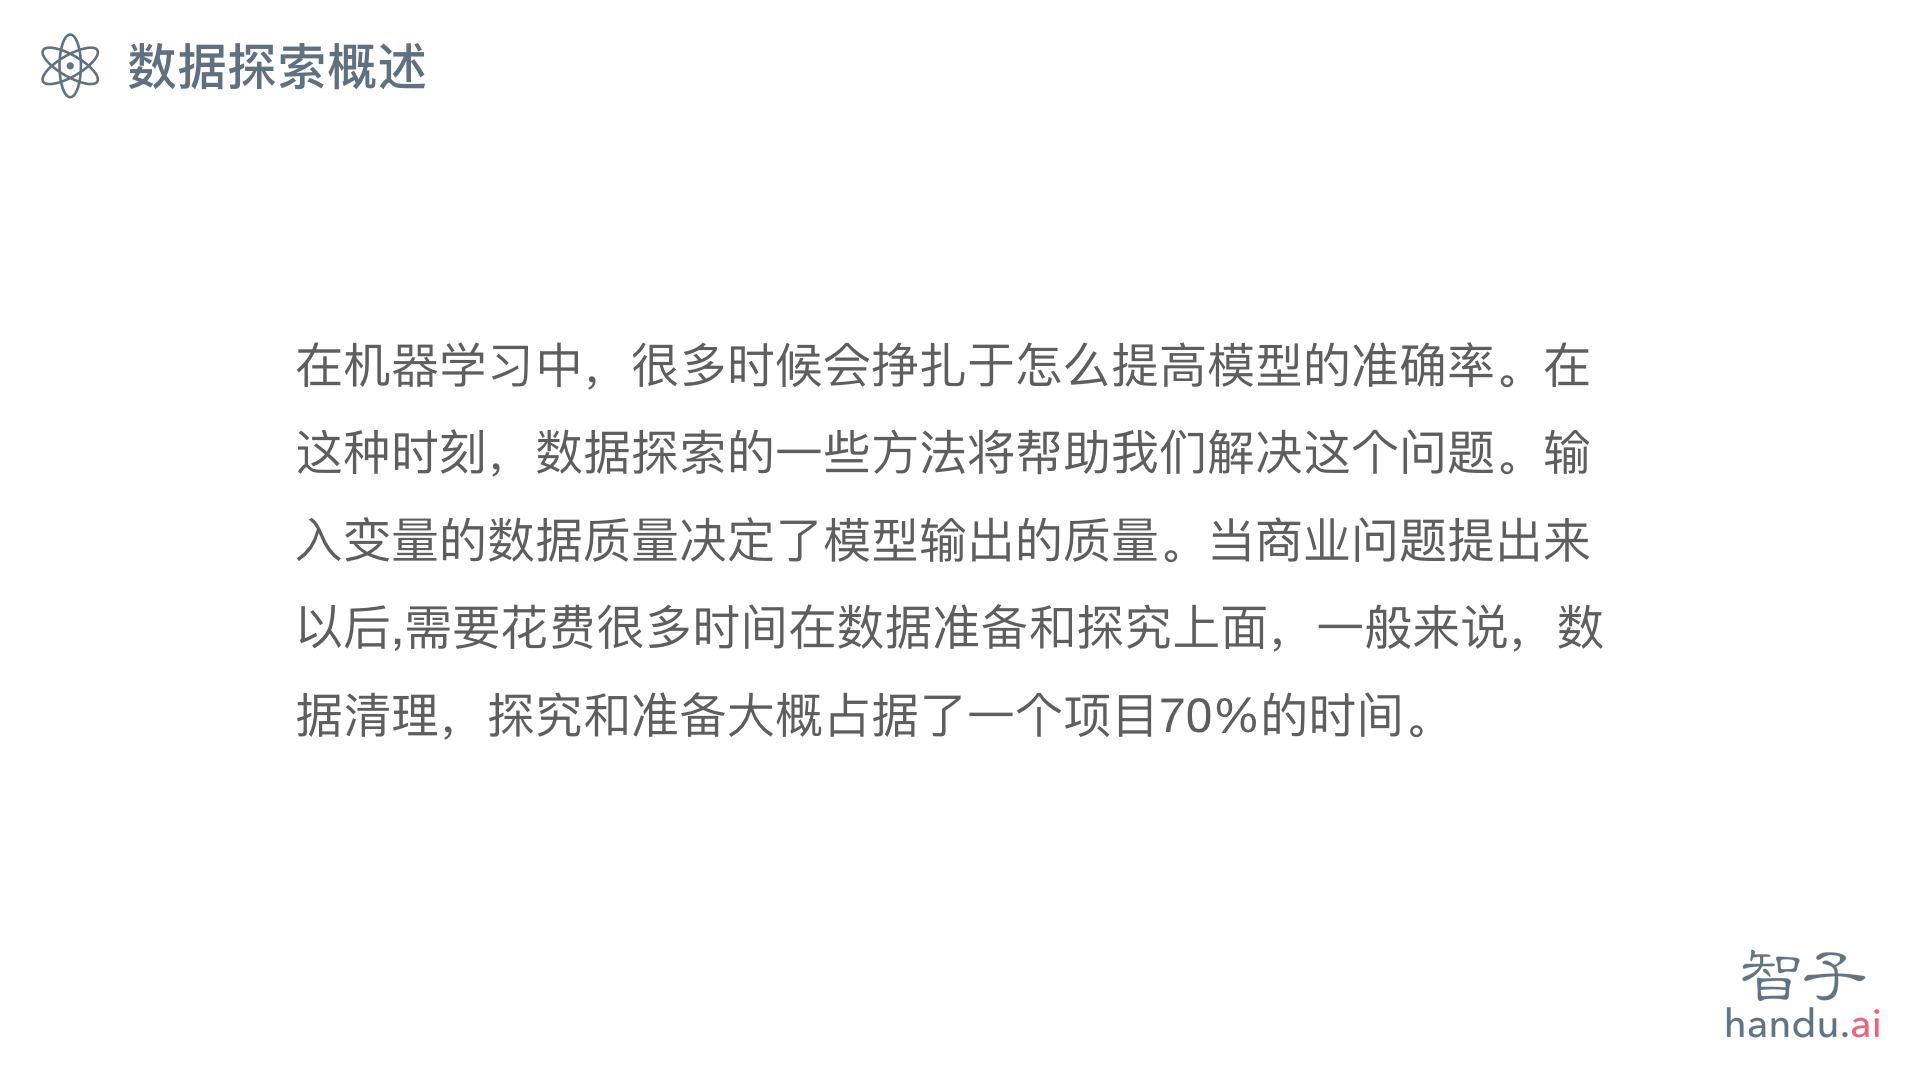 数据探索概述
在机器学习中，很多时候会挣扎于怎么提高模型的准确率。在
这种时刻，数据探索的一些方法将帮助我们解决这个问题。输
入变量的数据质量决定了模型输出的质量。当商业问题提出来
以后,需要花费很多时间在数据准备和探究上面，一般来说，数
据清理，探究和准备大概占据了一个项目70%的时间。
智子
handu.ai